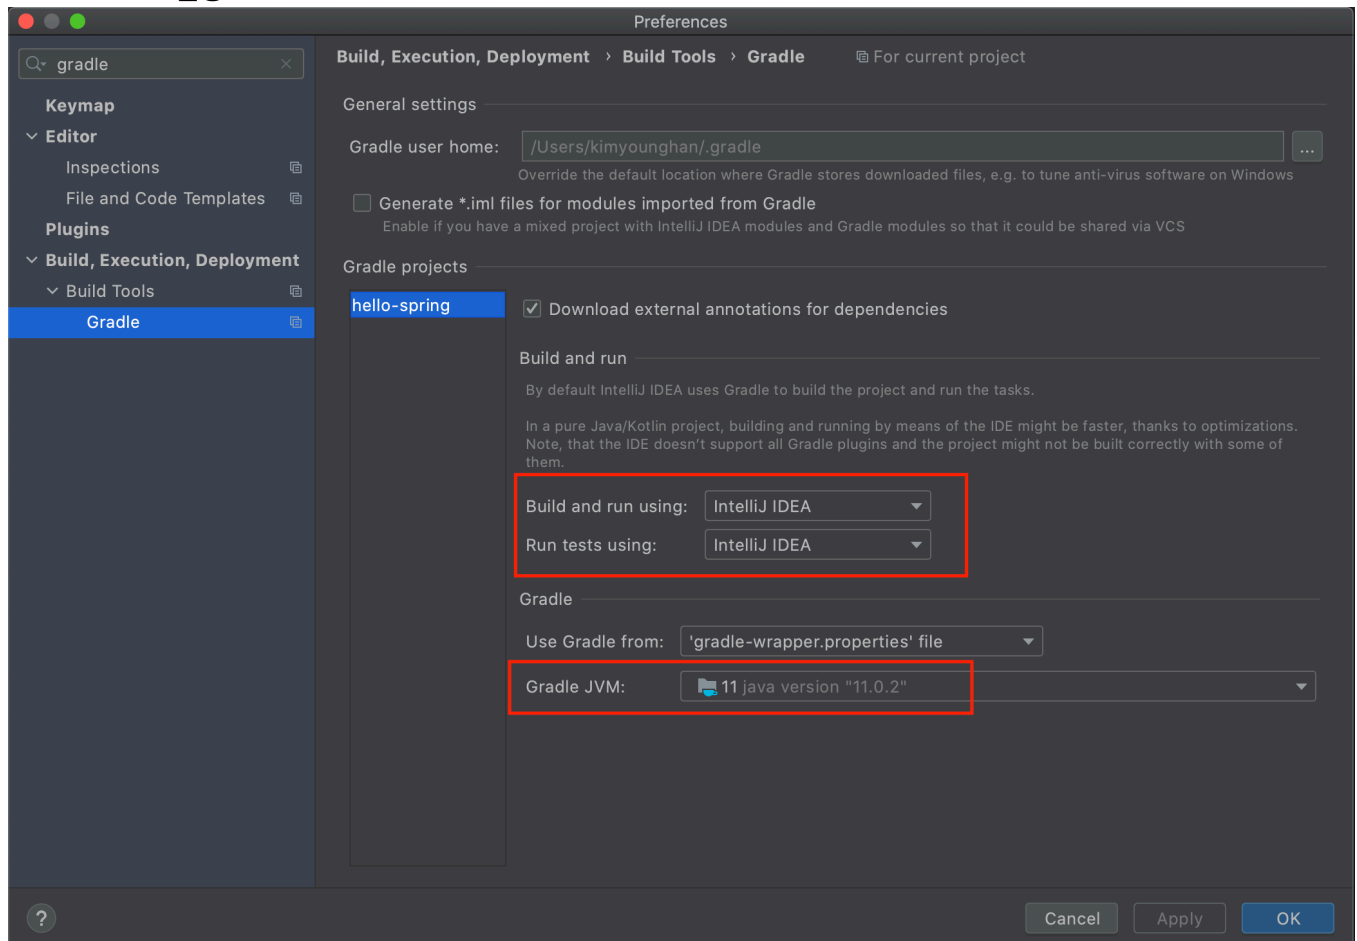 Preferences
gradle
Keymap
Editor
Inspections
File and Code Templates
Plugins
Build, Execution, Deployment
Build Tools
Gradle
Build, Execution, Deployment › Build Tools › Gradle
For current project
General settings
Gradle user home:
/Users/kimyounghan/.gradle
...
Override the default location where Gradle stores downloaded files, e.g. to tune anti-virus software on Windows
Generate *.iml files for modules imported from Gradle
Enable if you have a mixed project with IntelliJ IDEA modules and Gradle modules so that it could be shared via VCS
Gradle projects
hello-spring
Download external annotations for dependencies
Build and run
By default IntelliJ IDEA uses Gradle to build the project and run the tasks.
In a pure Java/Kotlin project, building and running by means of the IDE might be faster, thanks to optimizations.
Note, that the IDE doesn't support all Gradle plugins and the project might not be built correctly with some of
them.
Build and run using: IntelliJ IDEA
Run tests using: IntelliJ IDEA
Gradle
Use Gradle from: 'gradle-wrapper.properties' file
Gradle JVM: 11 java version "11.0.2"
?
Cancel
Apply
OK